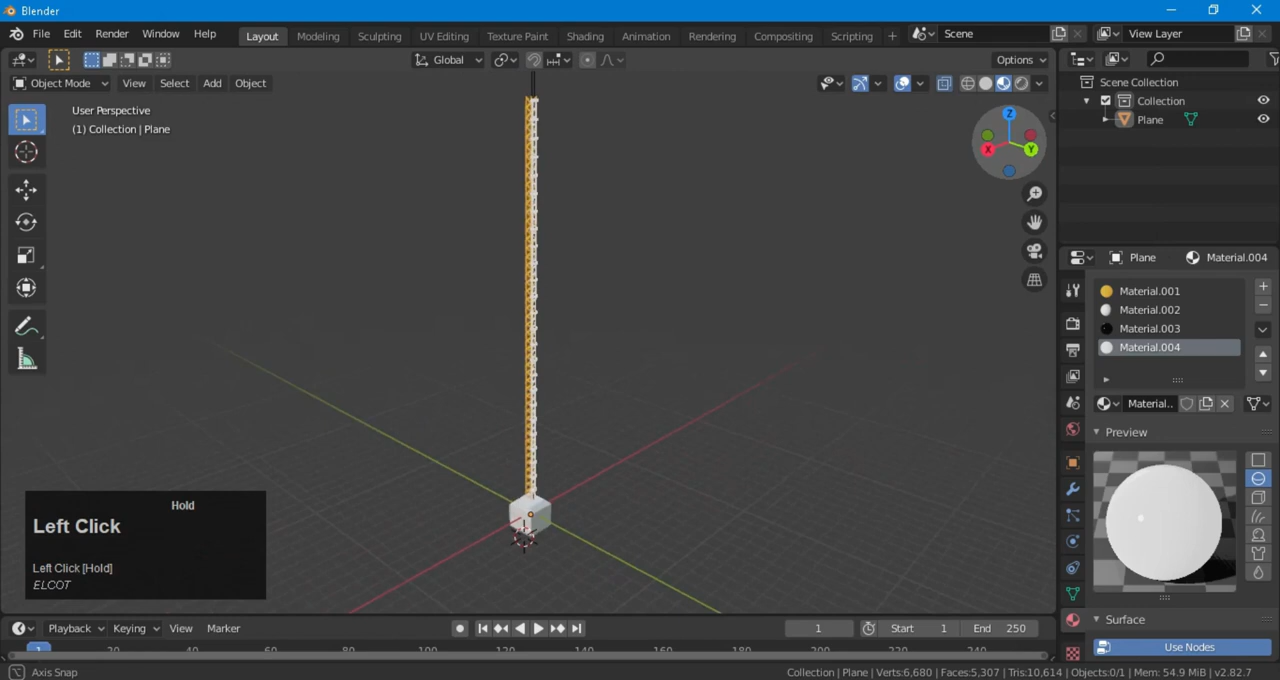 Blender
File Edit Render Window Help Layout Modeling Sculpting UV Editing Texture Paint Shading Animation Rendering Compositing Scripting + Scene View Layer
Global Options
Object Mode View Select Add Object
User Perspective
(1) Collection | Plane
Z
X
Y
Scene Collection
Collection
Plane
Plane Material.004
Material.001
Material.002
Material.003
Material.004
Material..
Preview
Surface
Use Nodes
Hold
Left Click
Left Click [Hold]
ELCOT
Playback Keying View Marker 1 Start 1 End 250
1 20 40 60 80 100 120 140 160 180 200 220 240
Axis Snap Collection | Plane | Verts:6,680 | Faces:5,307 | Tris:10,614 | Objects:0/1 | Mem: 54.9 MiB | v2.82.7